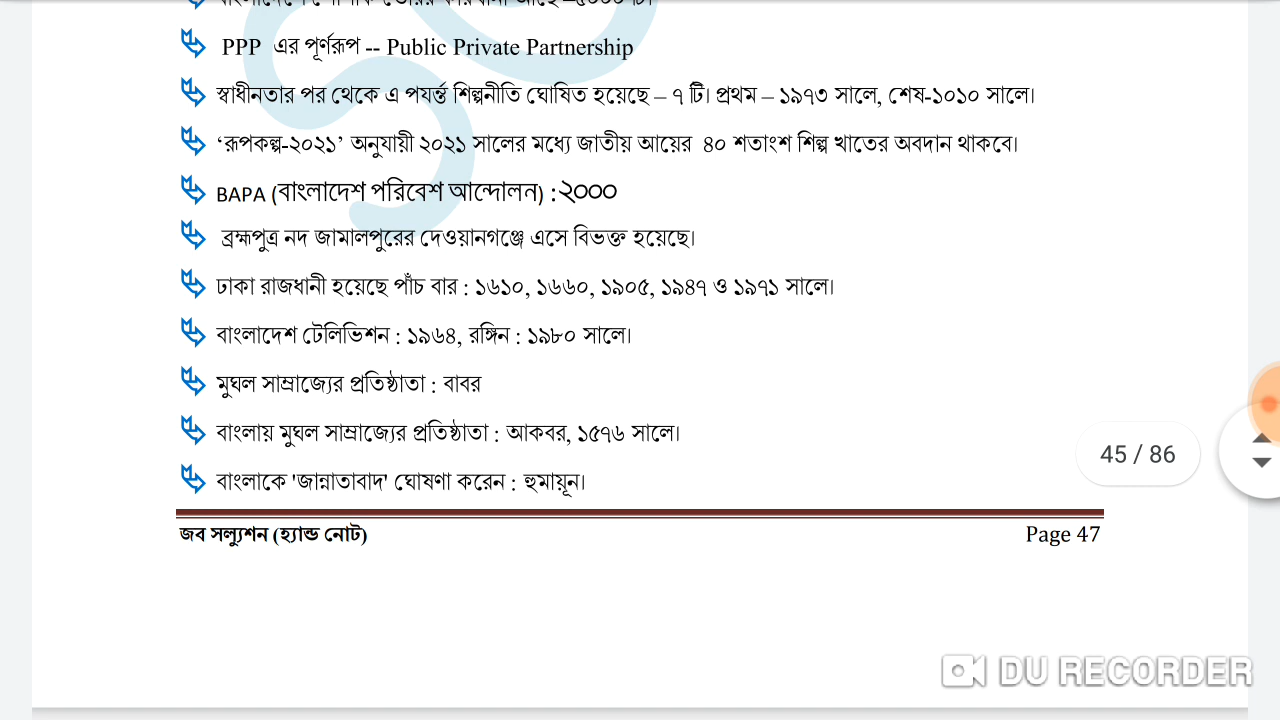 PPP এর পূর্ণরূপ -- Public Private Partnership
স্বাধীনতার পর থেকে এ পযর্ন্ত শিল্পনীতি ঘোষিত হয়েছে – ৭ টি। প্রথম – ১৯৭৩ সালে, শেষ-১০১০ সালে।
‘রূপকল্প-২০২১’ অনুযায়ী ২০২১ সালের মধ্যে জাতীয় আয়ের ৪০ শতাংশ শিল্প খাতের অবদান থাকবে।
BAPA (বাংলাদেশ পরিবেশ আন্দোলন) :২০০০
ব্রহ্মপুত্র নদ জামালপুরের দেওয়ানগঞ্জে এসে বিভক্ত হয়েছে।
ঢাকা রাজধানী হয়েছে পাঁচ বার : ১৬১০, ১৬৬০, ১৯০৫, ১৯৪৭ ও ১৯৭১ সালে।
বাংলাদেশ টেলিভিশন : ১৯৬৪, রঙ্গিন : ১৯৮০ সালে।
মুঘল সাম্রাজ্যের প্রতিষ্ঠাতা : বাবর
বাংলায় মুঘল সাম্রাজ্যের প্রতিষ্ঠাতা : আকবর, ১৫৭৬ সালে।
45 / 86
বাংলাকে 'জান্নাতাবাদ' ঘোষণা করেন : হুমায়ূন।
জব সল্যুশন (হ্যান্ড নোট) Page 47
DU RECORDER